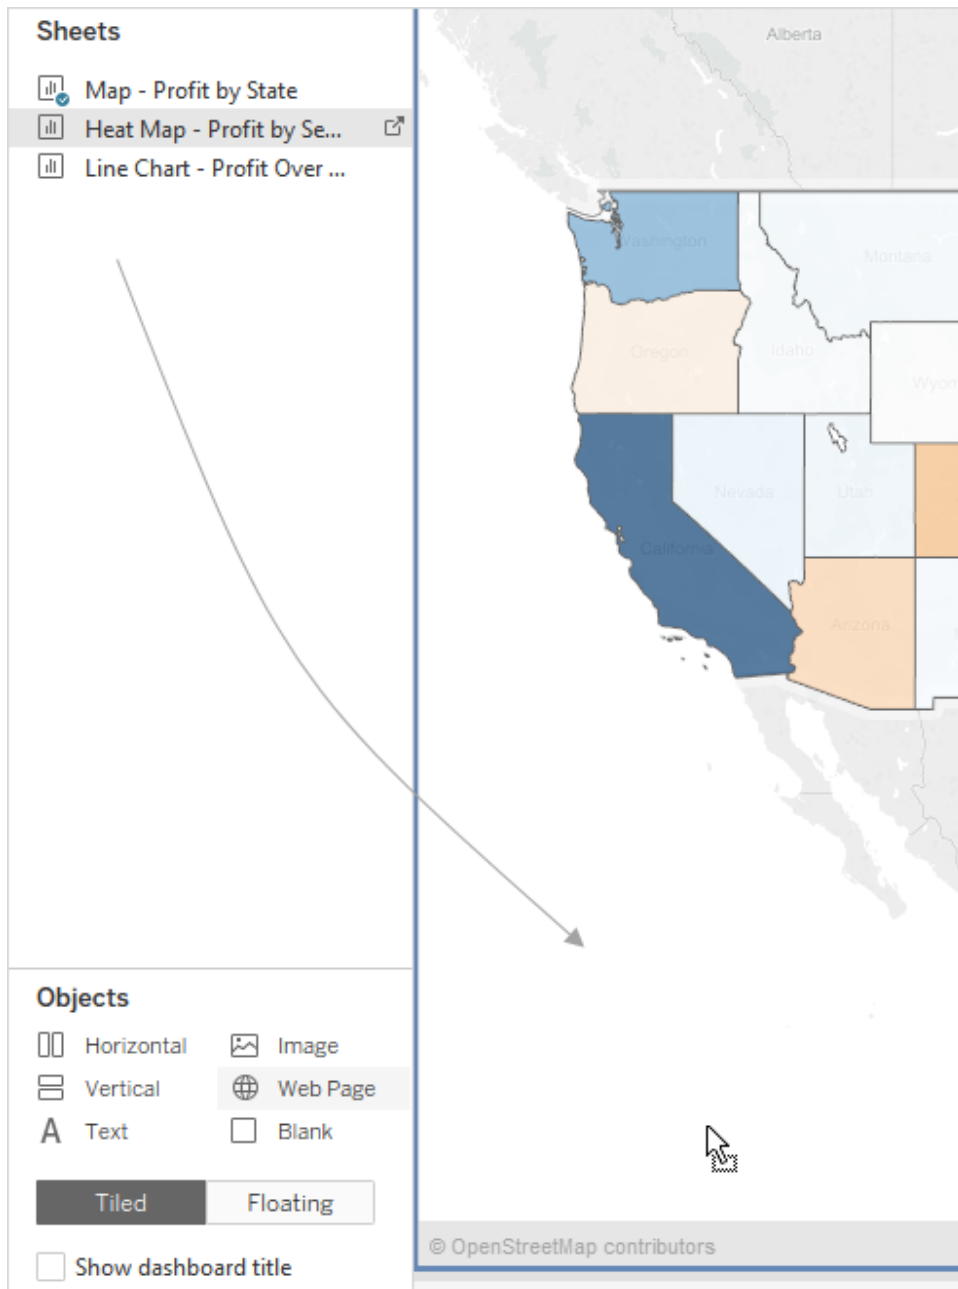 Sheets
Map - Profit by State
Heat Map - Profit by Se...
Line Chart - Profit Over ...
Alberta
Washington
Montana
Oregon
Idaho
Wyom
Nevada
Utah
California
Arizona
Objects
Horizontal
Image
Vertical
Web Page
A Text
Blank
Tiled
Floating
Show dashboard title
© OpenStreetMap contributors